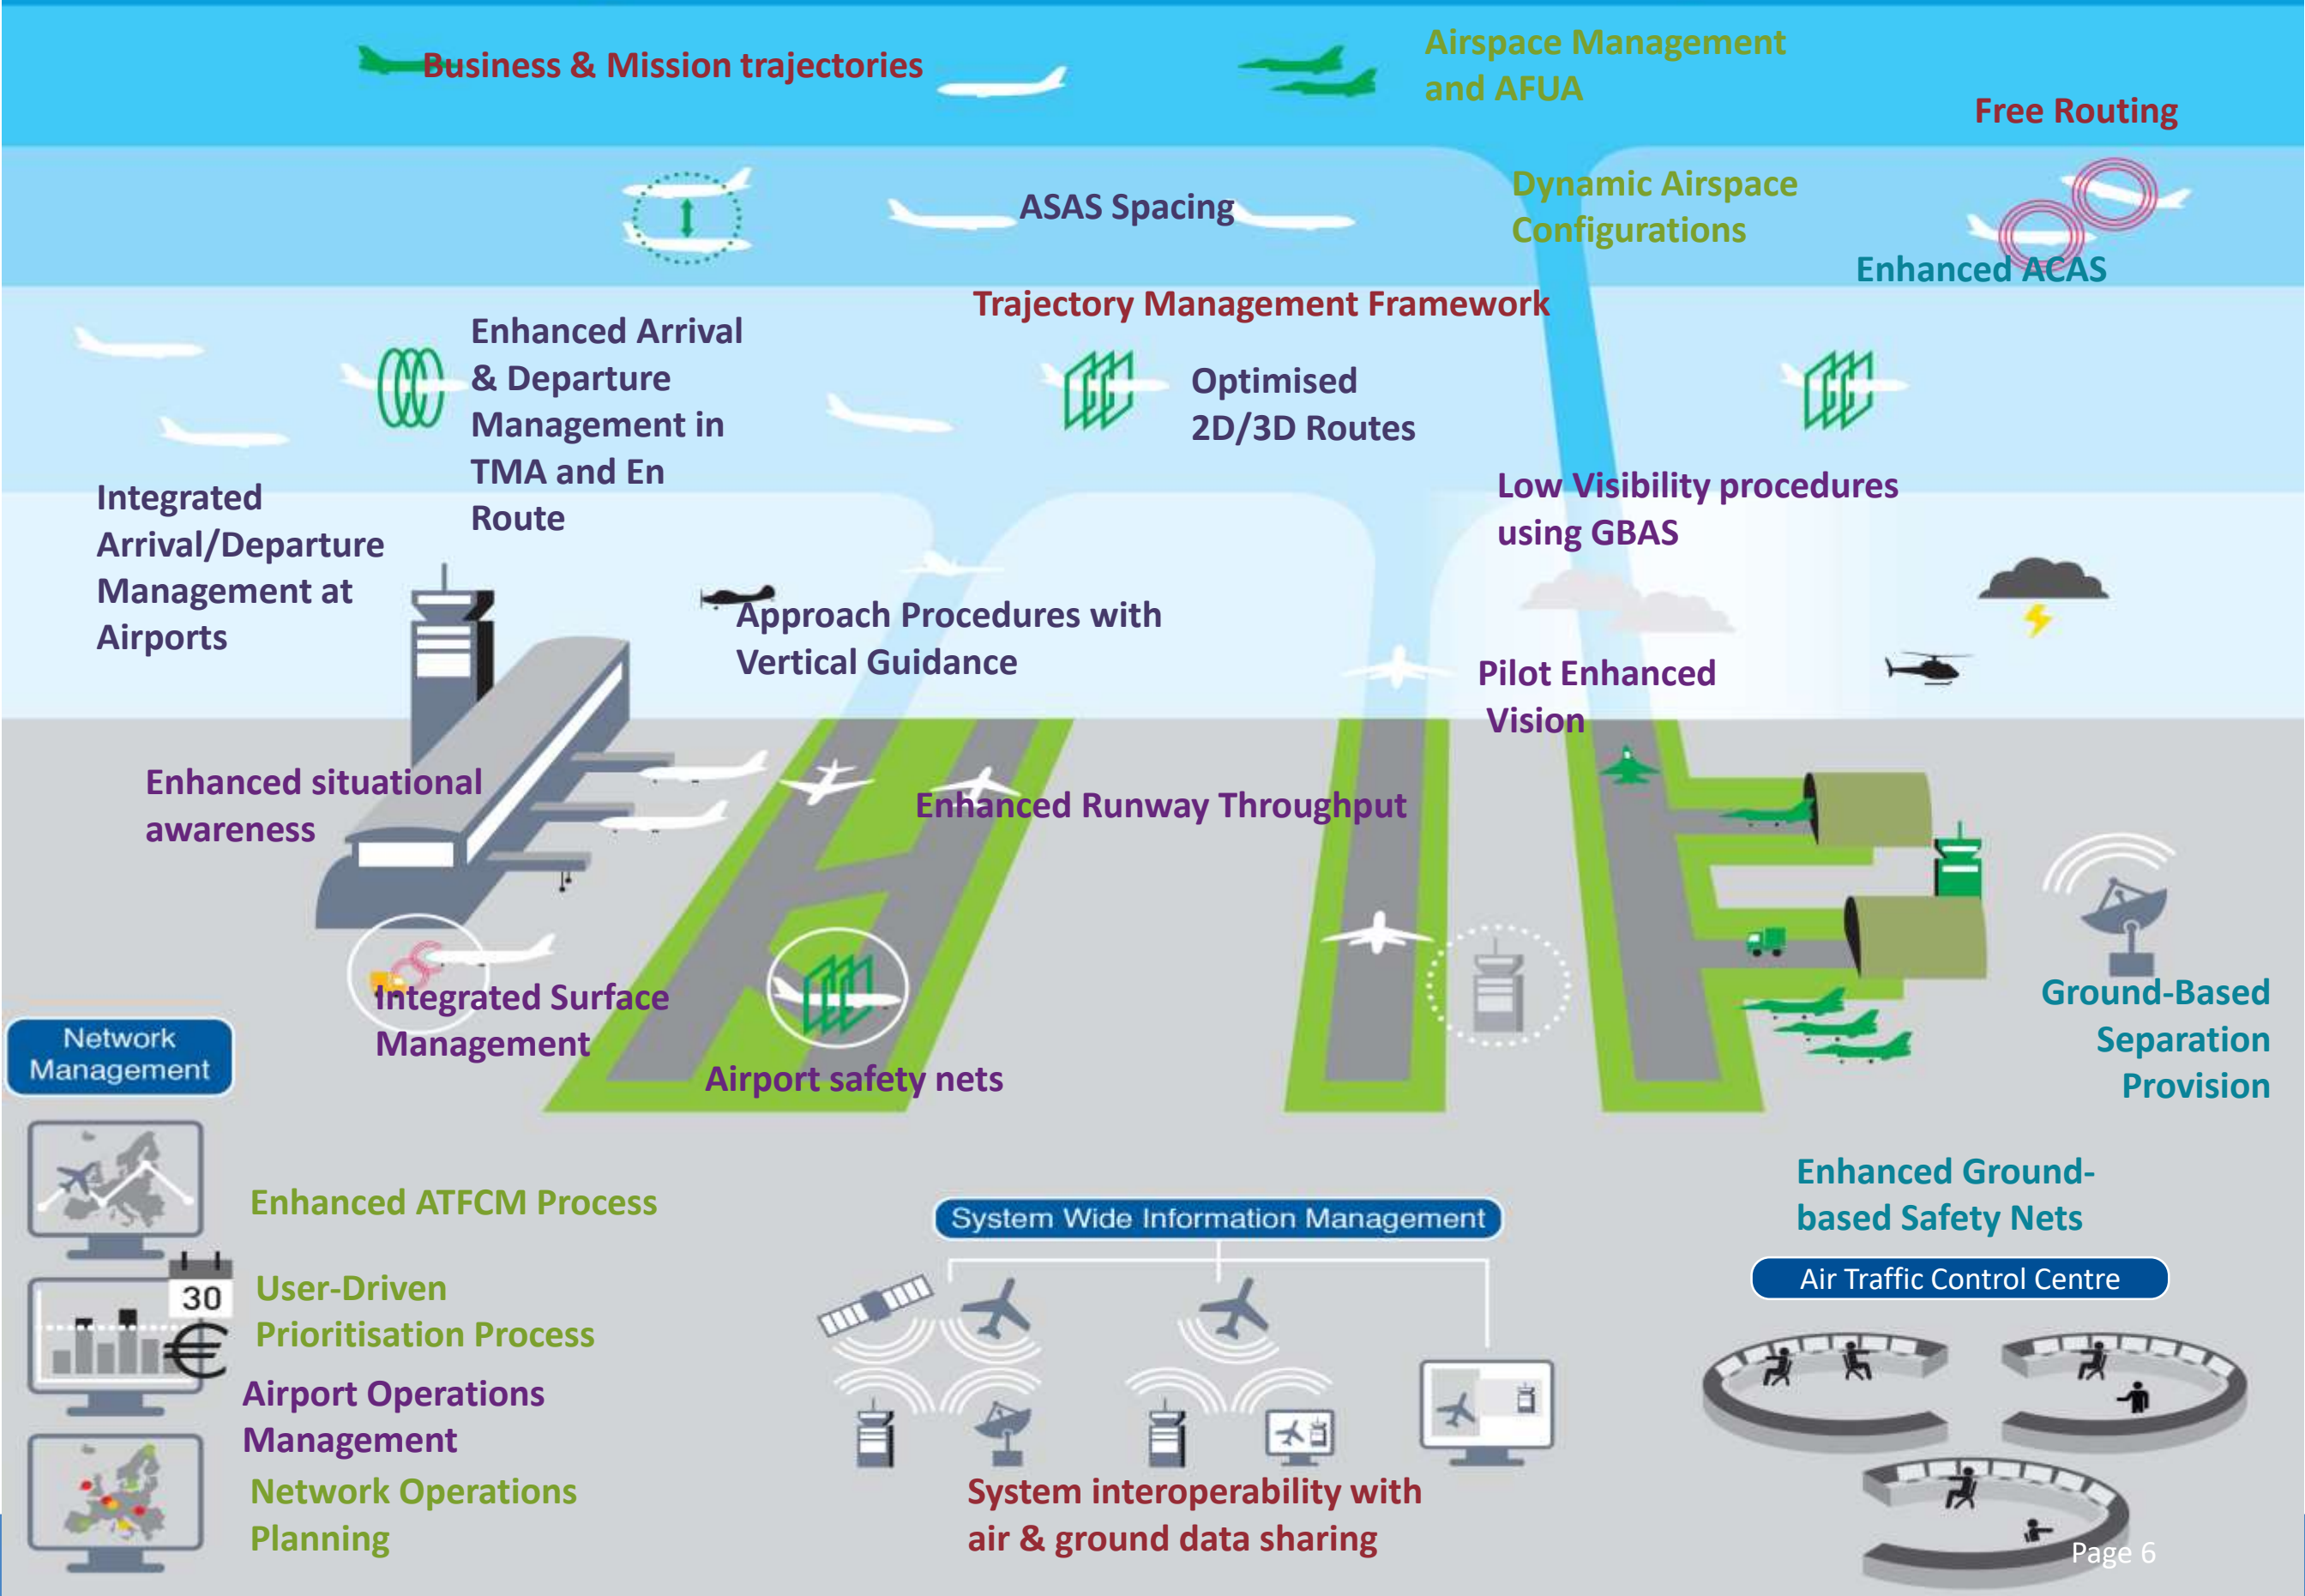 Business & Mission trajectories
Airspace Management
and AFUA
Free Routing
ASAS Spacing
Dynamic Airspace
Configurations
Enhanced ACAS
Trajectory Management Framework
Enhanced Arrival
& Departure
Management in
TMA and En
Route
Optimised
2D/3D Routes
Integrated
Arrival/Departure
Management at
Airports
Low Visibility procedures
using GBAS
Approach Procedures with
Vertical Guidance
Pilot Enhanced
Vision
Enhanced situational
awareness
Enhanced Runway Throughput
Integrated Surface
Management
Airport safety nets
Ground-Based
Separation
Provision
Network
Management
Enhanced ATFCM Process
30
€
User-Driven
Prioritisation Process
Airport Operations
Management
Network Operations
Planning
System Wide Information Management
System interoperability with
air & ground data sharing
Enhanced Ground-
based Safety Nets
Air Traffic Control Centre
Page 6